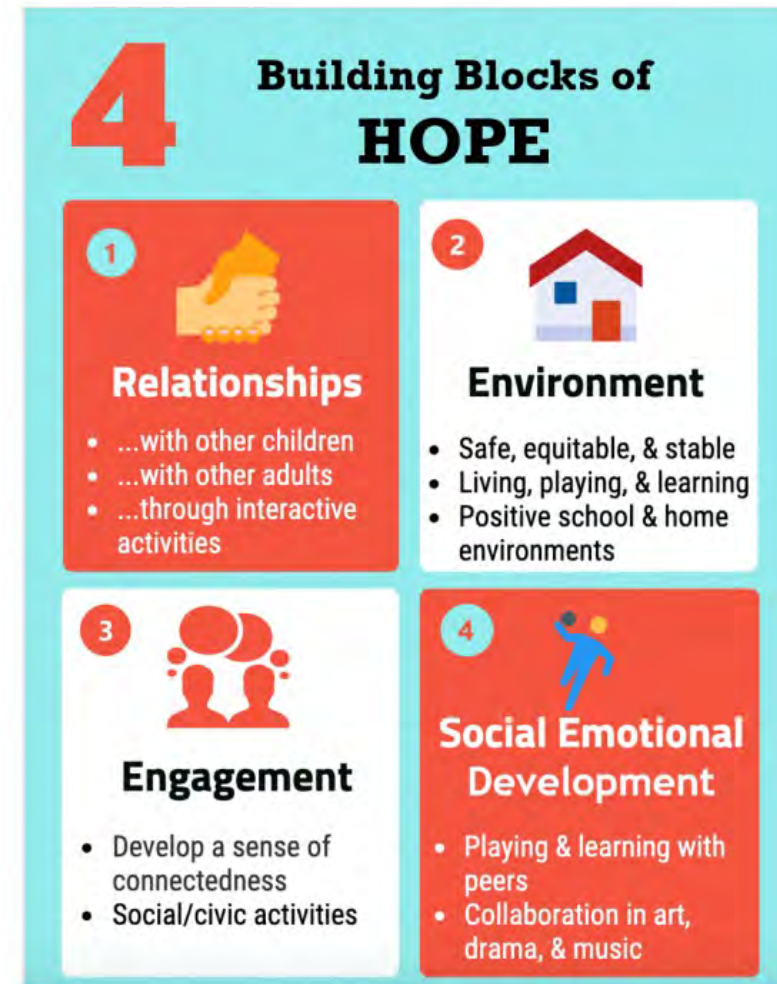 4
Building Blocks of
HOPE
1
Relationships
• ...with other children
• ...with other adults
• ...through interactive
activities
2
Environment
• Safe, equitable, & stable
• Living, playing, & learning
• Positive school & home
environments
3
Engagement
• Develop a sense of
connectedness
• Social/civic activities
4
Social Emotional
Development
• Playing & learning with
peers
• Collaboration in art,
drama, & music